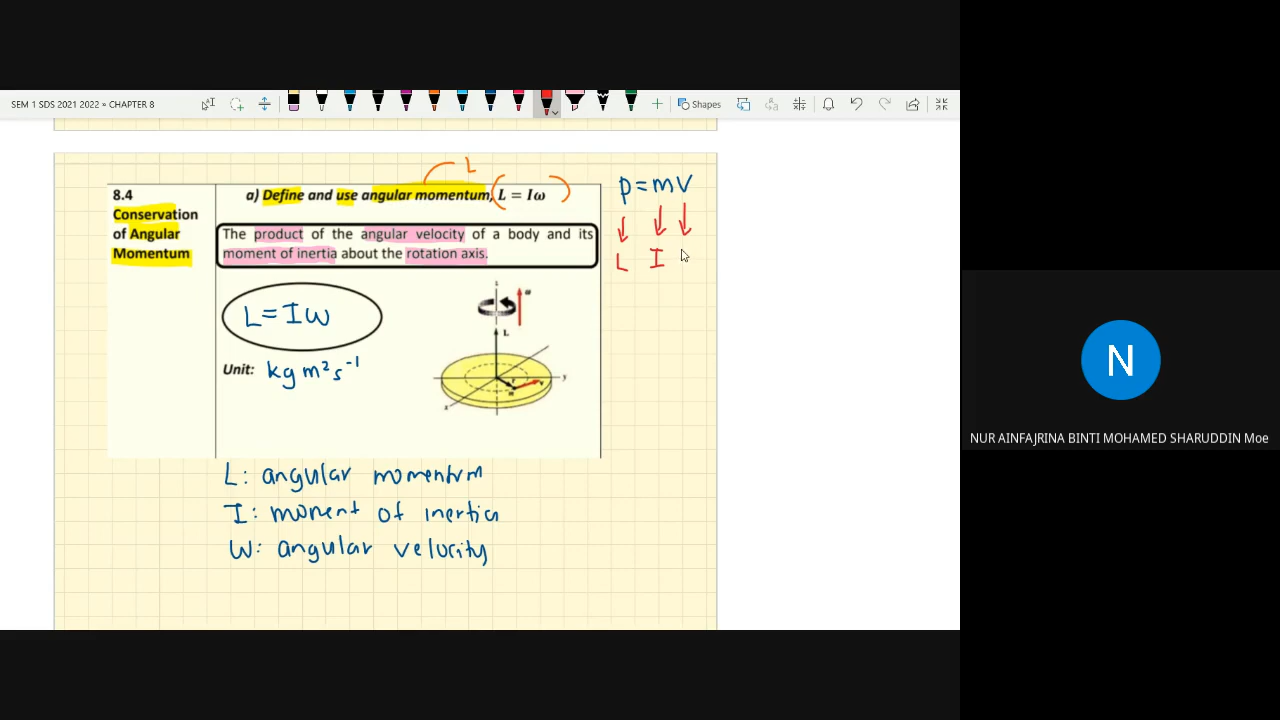 SEM 1 SDS 2021 2022 » CHAPTER 8
Shapes
L
8.4
Conservation
of Angular
Momentum
a) Define and use angular momentum, L = Iω
The product of the angular velocity of a body and its
moment of inertia about the rotation axis.
L = Iω
Unit: kg m² s⁻¹
z
ω
L
r
v
m
y
x
p = mv
↓ ↓ ↓
L I
L: angular momentum
I: moment of inertia
W: angular velocity
N
NUR AINFAJRINA BINTI MOHAMED SHARUDDIN Moe